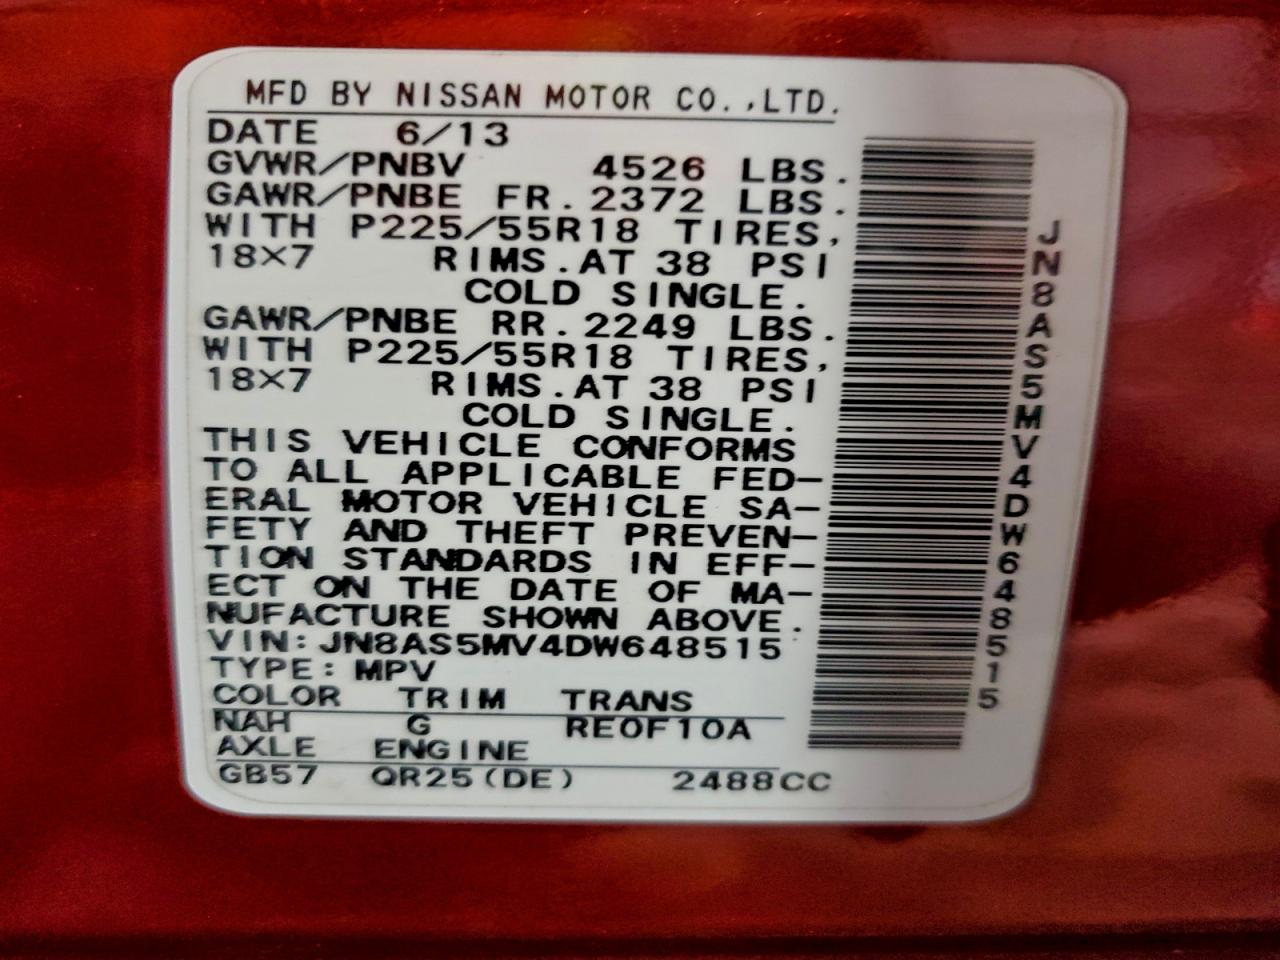 MFD BY NISSAN MOTOR CO.,LTD.
DATE 6/13
GVWR/PNBV 4526 LBS.
GAWR/PNBE FR. 2372 LBS.
WITH P225/55R18 TIRES,
18×7 RIMS. AT 38 PSI
COLD SINGLE.
GAWR/PNBE RR. 2249 LBS.
WITH P225/55R18 TIRES,
18×7 RIMS. AT 38 PSI
COLD SINGLE.
THIS VEHICLE CONFORMS
TO ALL APPLICABLE FED-
ERAL MOTOR VEHICLE SA-
FETY AND THEFT PREVEN-
TION STANDARDS IN EFF-
ECT ON THE DATE OF MA-
NUFACTURE SHOWN ABOVE.
VIN: JN8AS5MV4DW648515
TYPE: MPV
COLOR TRIM TRANS
NAH G RE0F10A
AXLE ENGINE
GB57 QR25(DE) 2488CC
JN8AS5MV4DW648515